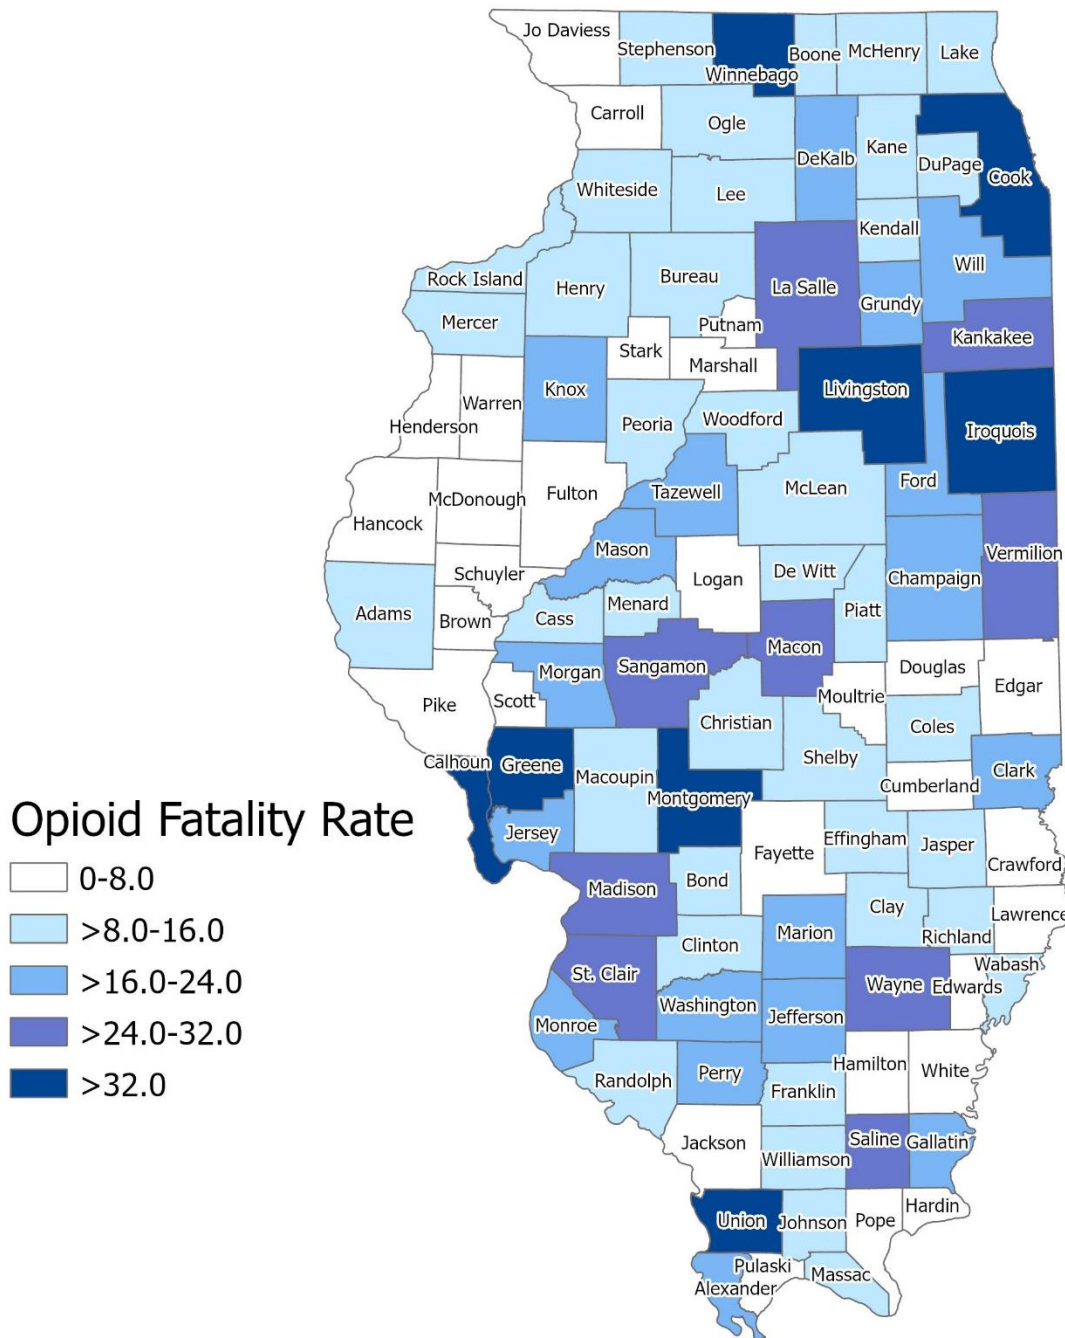 Jo Daviess
Stephenson
Winnebago
Boone
McHenry
Lake
Carroll
Ogle
DeKalb
Kane
DuPage
Cook
Whiteside
Lee
Kendall
Will
Rock Island
Henry
Bureau
La Salle
Grundy
Mercer
Putnam
Kankakee
Stark
Marshall
Knox
Livingston
Warren
Henderson
Peoria
Woodford
Iroquois
Ford
McDonough
Fulton
Tazewell
McLean
Hancock
Mason
Vermilion
Schuyler
Logan
De Witt
Champaign
Adams
Brown
Cass
Menard
Piatt
Macon
Sangamon
Morgan
Douglas
Edgar
Pike
Scott
Moultrie
Christian
Coles
Calhoun
Greene
Macoupin
Shelby
Clark
Cumberland
Montgomery
Jersey
Effingham
Jasper
Fayette
Crawford
Madison
Bond
Clay
Lawrence
Marion
Richland
Clinton
Wabash
St. Clair
Wayne
Edwards
Washington
Jefferson
Monroe
Hamilton
White
Randolph
Perry
Franklin
Jackson
Saline
Gallatin
Williamson
Union
Johnson
Pope
Hardin
Pulaski
Massac
Alexander
Opioid Fatality Rate
0-8.0
>8.0-16.0
>16.0-24.0
>24.0-32.0
>32.0